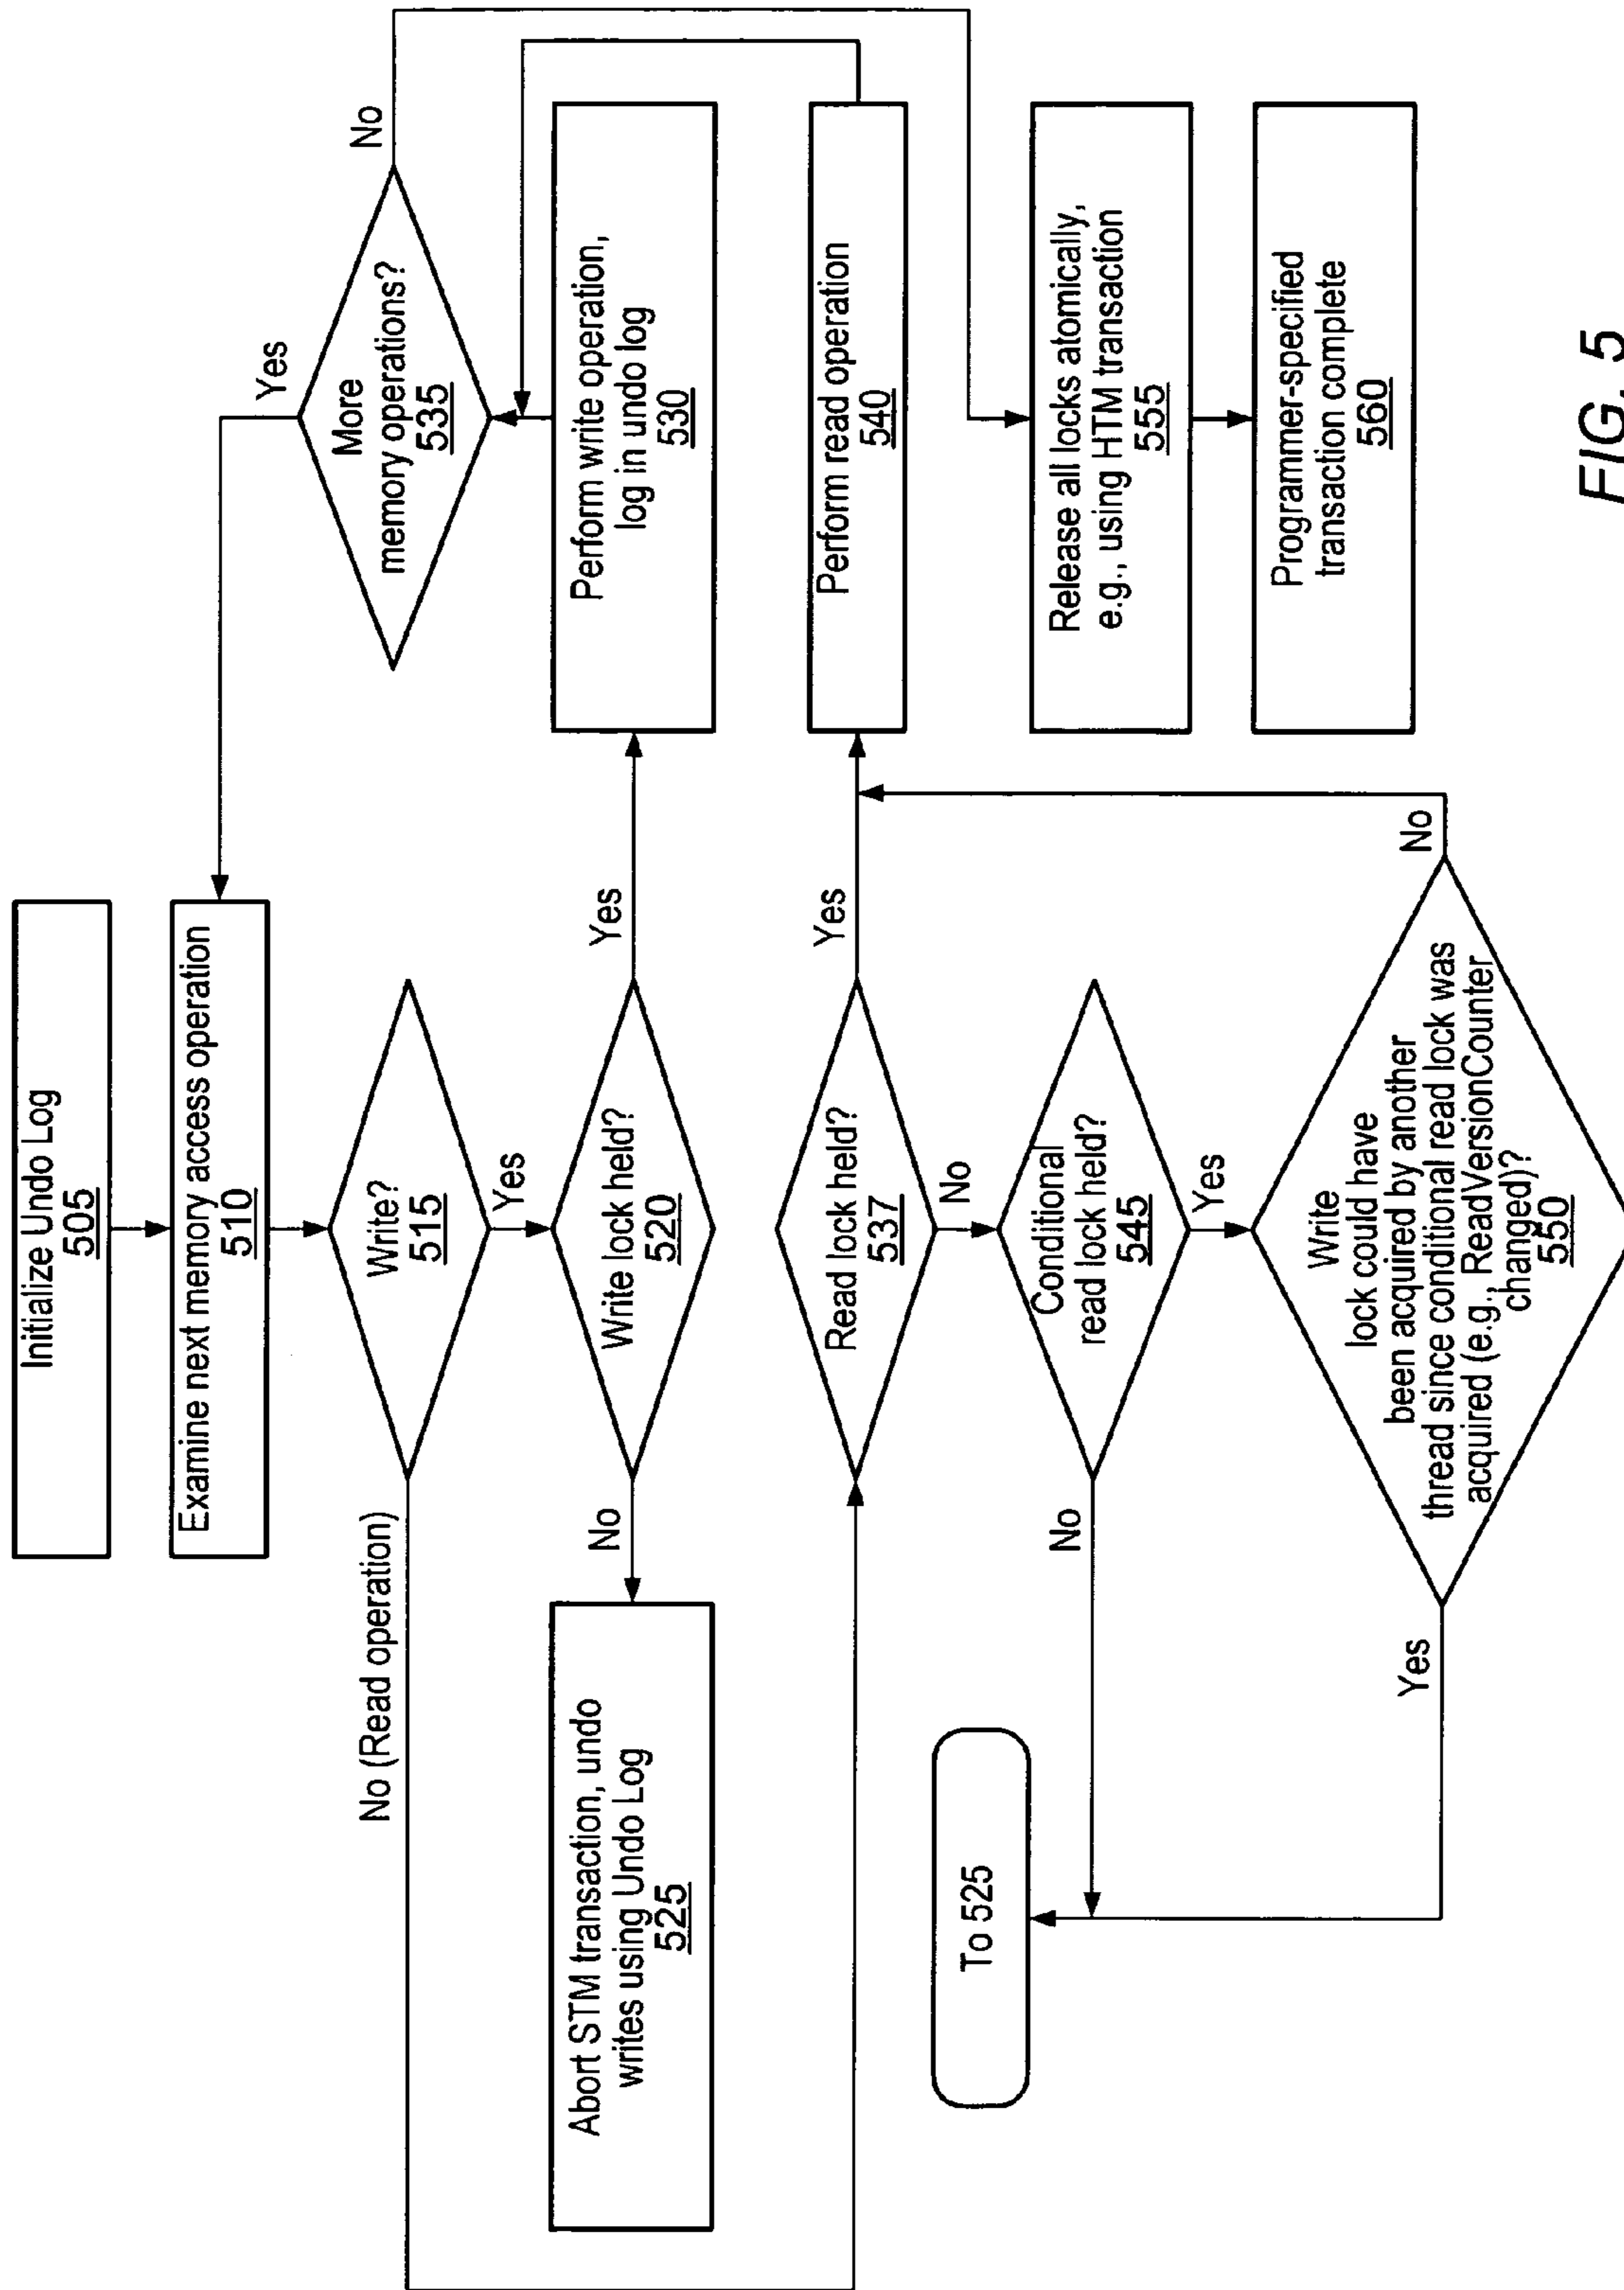 Initialize Undo Log
505
Examine next memory access operation
510
Write?
515
No (Read operation)
Yes
Write lock held?
520
No
Yes
Abort STM transaction, undo
writes using Undo Log
525
Perform write operation,
log in undo log
530
More
memory operations?
535
Yes
No
Read lock held?
537
Yes
No
Perform read operation
540
Conditional
read lock held?
545
No
Yes
To 525
Write
lock could have
been acquired by another
thread since conditional read lock was
acquired (e.g., ReadVersionCounter
changed)?
550
Yes
No
Release all locks atomically,
e.g., using HTM transaction
555
Programmer-specified
transaction complete
560
FIG. 5